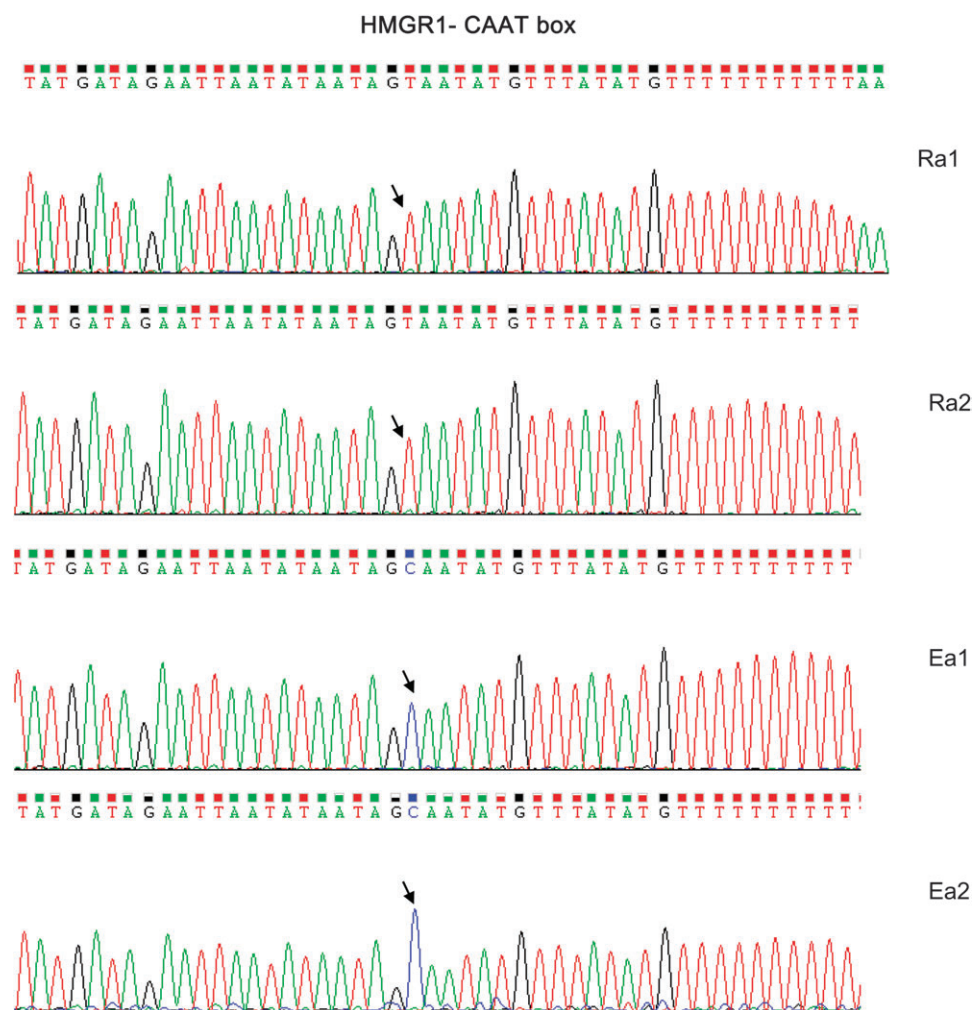 HMGR1- CAAT box
TATGATAGAATTAATATAATAGTAATATGTTTATATGTTTTTTTTTTTAA
Ra1
TATGATAGAATTAATATAATAGTAATATGTTTATATGTTTTTTTTTTT
Ra2
TATGATAGAATTAATATAATAGCAATATGTTTATATGTTTTTTTTTT
Ea1
TATGATAGAATTAATATAATAGCAATATGTTTATATGTTTTTTTTTT
Ea2